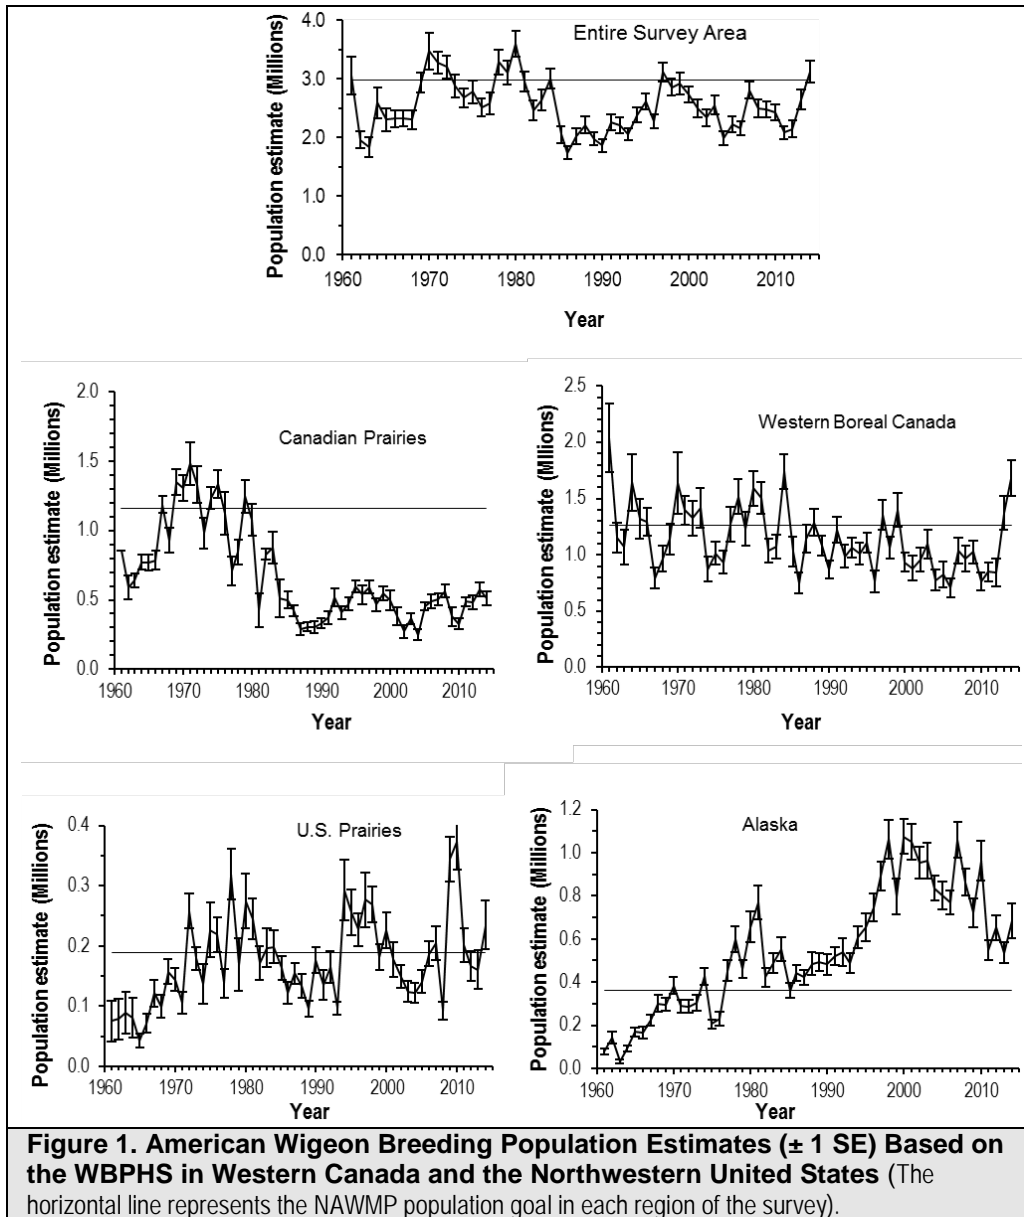 Entire Survey Area
Population estimate (Millions)
4.0
3.0
2.0
1.0
0.0
1960 1970 1980 1990 2000 2010
Year
Canadian Prairies
Population estimate (Millions)
2.0
1.5
1.0
0.5
0.0
1960 1970 1980 1990 2000 2010
Year
Western Boreal Canada
Population estimate (MIlions)
2.5
2.0
1.5
1.0
0.5
0.0
1960 1970 1980 1990 2000 2010
Year
U.S. Prairies
Population estimate (Millions)
0.4
0.3
0.2
0.1
0.0
1960 1970 1980 1990 2000 2010
Year
Alaska
Population estimate (Millions)
1.2
1.0
0.8
0.6
0.4
0.2
0.0
1960 1970 1980 1990 2000 2010
Year
Figure 1. American Wigeon Breeding Population Estimates (± 1 SE) Based on
the WBPHS in Western Canada and the Northwestern United States (The
horizontal line represents the NAWMP population goal in each region of the survey).